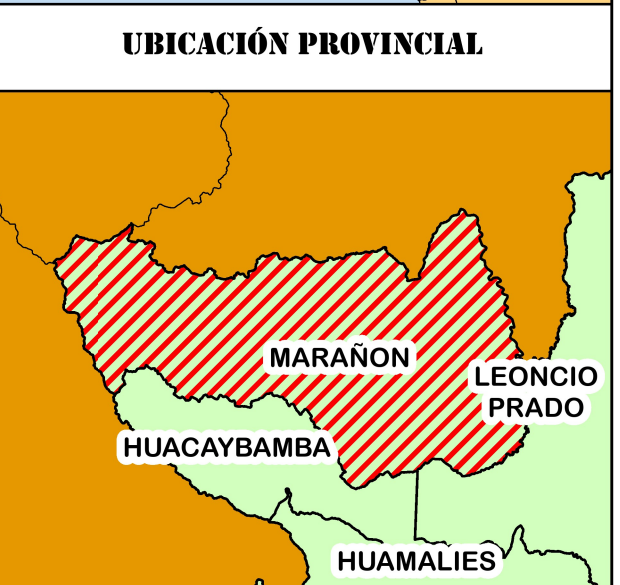 UBICACIÓN PROVINCIAL
MARAÑON
LEONCIO
PRADO
HUACAYBAMBA
HUAMALIES